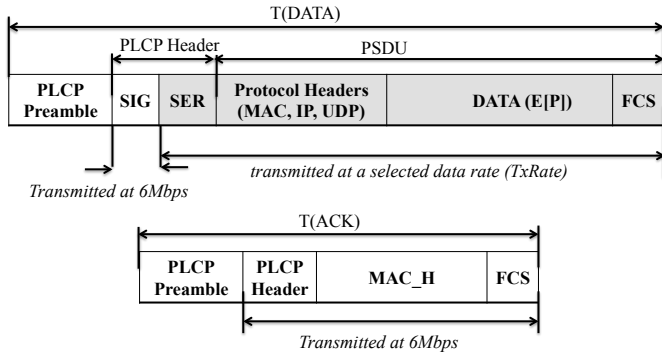 T(DATA)
PLCP Header
PSDU
PLCP
Preamble
SIG
SER
Protocol Headers
(MAC, IP, UDP)
DATA (E[P])
FCS
Transmitted at 6Mbps
transmitted at a selected data rate (TxRate)
T(ACK)
PLCP
Preamble
PLCP
Header
MAC_H
FCS
Transmitted at 6Mbps